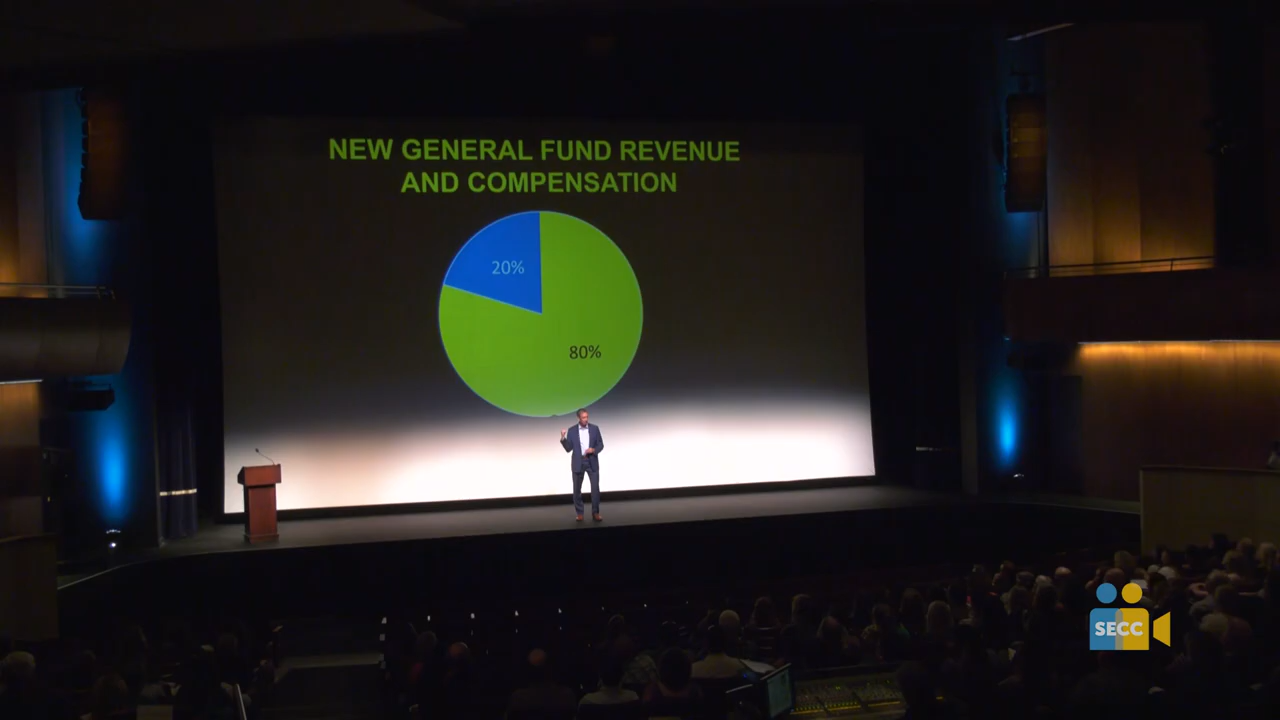 NEW GENERAL FUND REVENUE
AND COMPENSATION
20%
80%
SECC